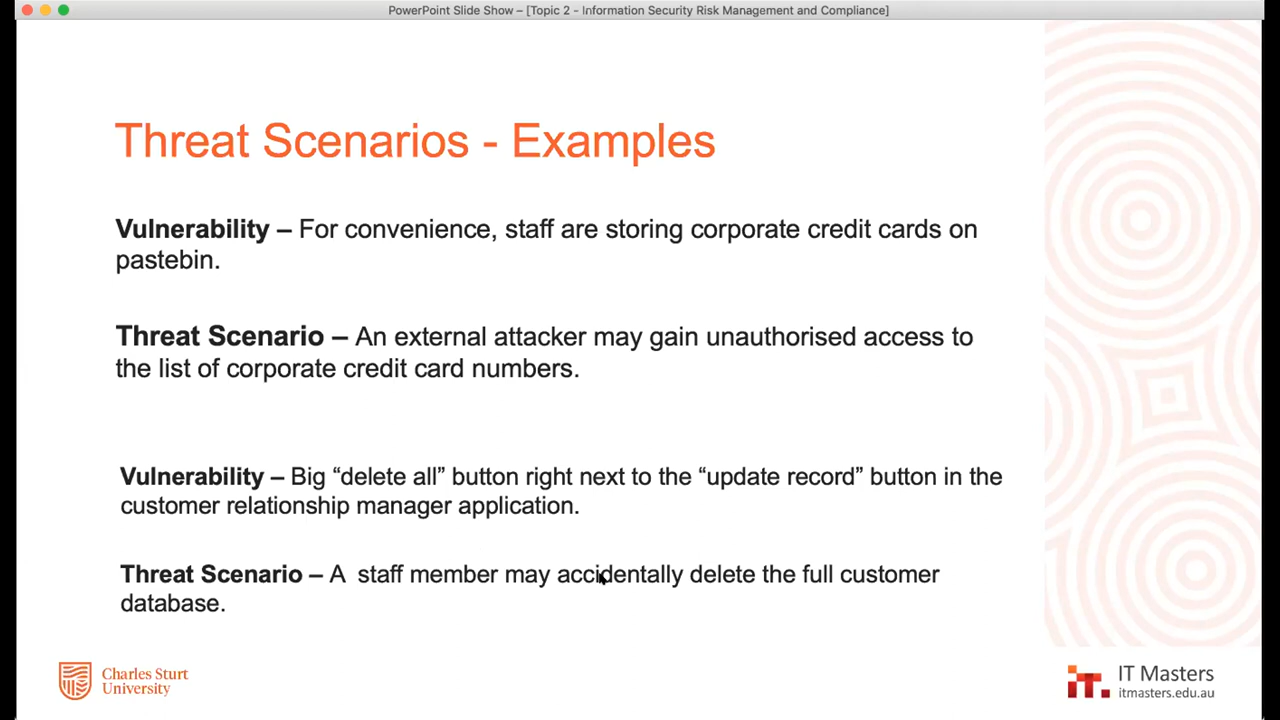 PowerPoint Slide Show – [Topic 2 - Information Security Risk Management and Compliance]
Threat Scenarios - Examples
Vulnerability – For convenience, staff are storing corporate credit cards on
pastebin.
Threat Scenario – An external attacker may gain unauthorised access to
the list of corporate credit card numbers.
Vulnerability – Big “delete all” button right next to the “update record” button in the
customer relationship manager application.
Threat Scenario – A  staff member may accidentally delete the full customer
database.
Charles Sturt
University
it.
IT Masters
itmasters.edu.au